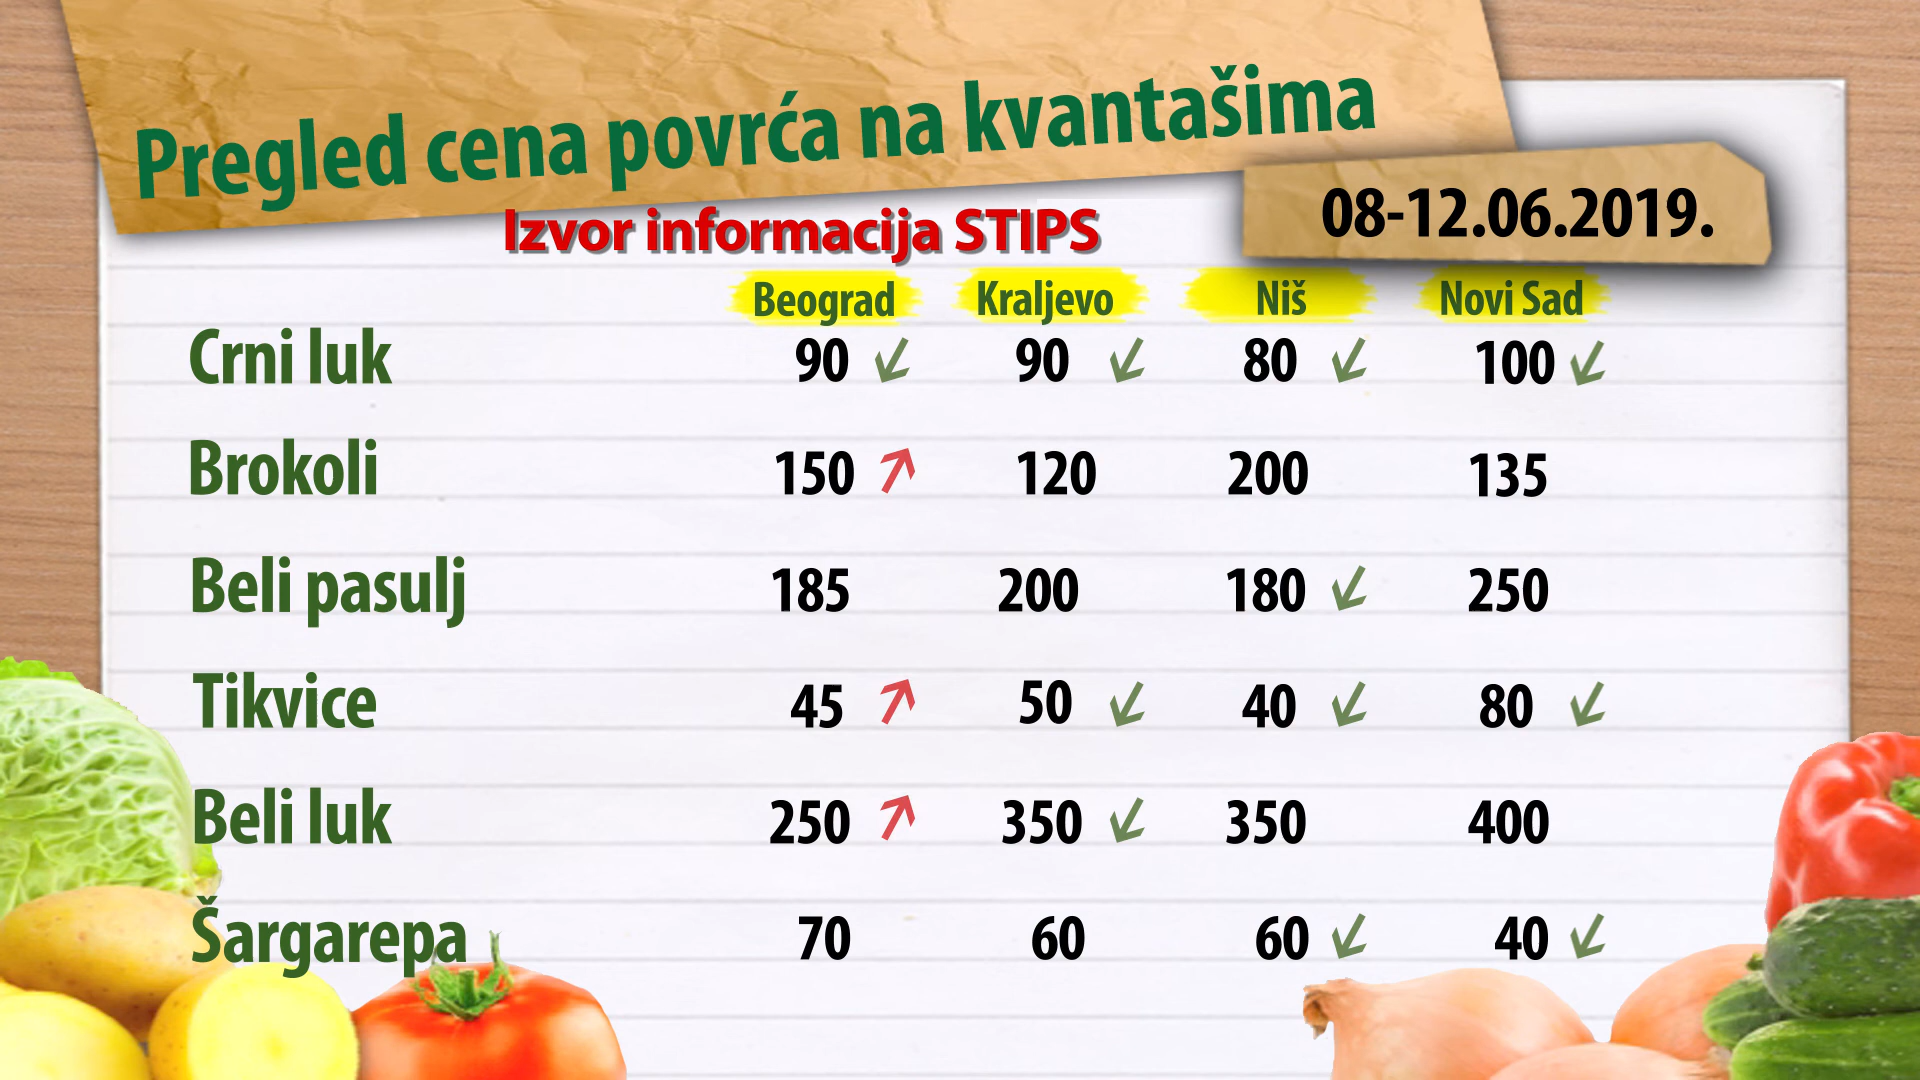 Pregled cena povrća na kvantašima
08-12.06.2019.
Izvor informacija STIPS
Beograd Kraljevo Niš Novi Sad
Crni luk 90 90 80 100
Brokoli 150 120 200 135
Beli pasulj 185 200 180 250
Tikvice 45 50 40 80
Beli luk 250 350 350 400
Šargarepa 70 60 60 40